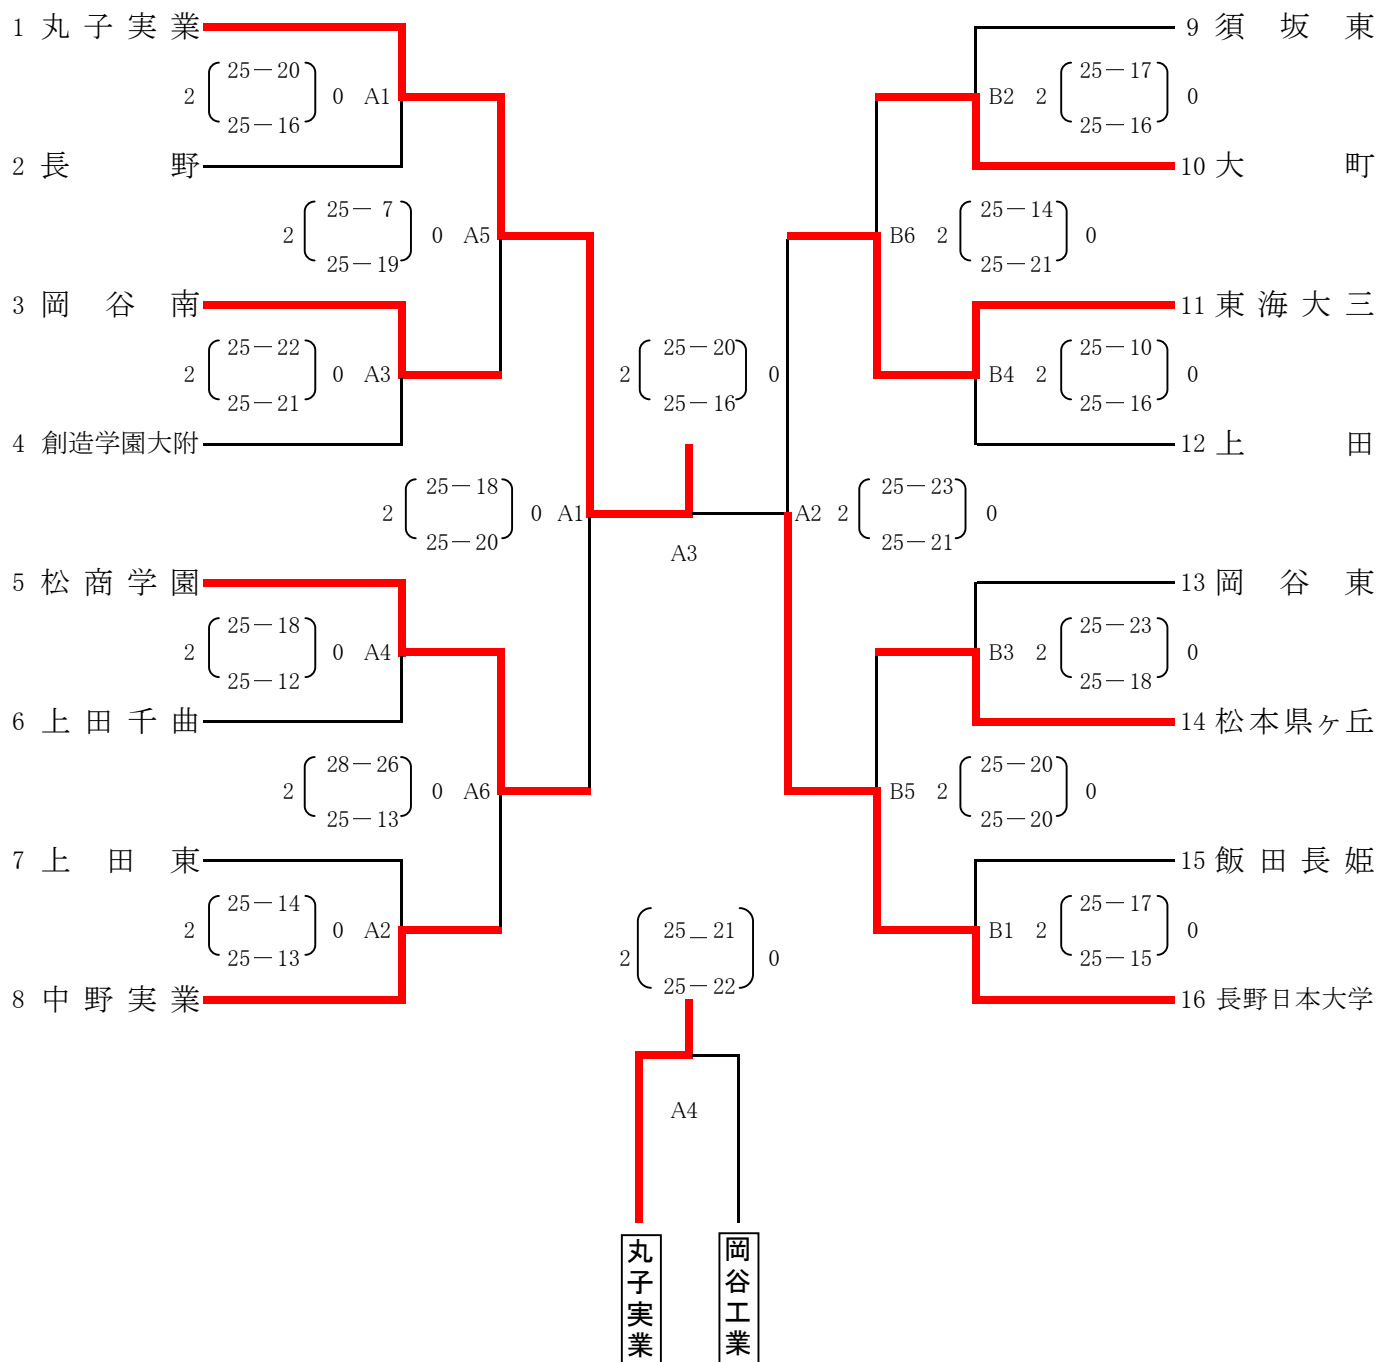 1 丸子実業
25－20
2 0 A1
25－16
2 長野
25－7
2 0 A5
25－19
3 岡谷南
25－22
2 0 A3
25－21
4 創造学園大附
25－18
2 0 A1
25－20
5 松商学園
25－18
2 0 A4
25－12
6 上田千曲
28－26
2 0 A6
25－13
7 上田東
25－14
2 0 A2
25－13
8 中野実業
25－20
2 0
25－16
A3
9 須坂東
25－17
B2 2 0
25－16
10 大町
25－14
B6 2 0
25－21
11 東海大三
25－10
B4 2 0
25－16
12 上田
25－23
A2 2 0
25－21
13 岡谷東
25－23
B3 2 0
25－18
14 松本県ヶ丘
25－20
B5 2 0
25－20
15 飯田長姫
25－17
B1 2 0
25－15
16 長野日本大学
25－21
2 0
25－22
A4
丸子実業
岡谷工業